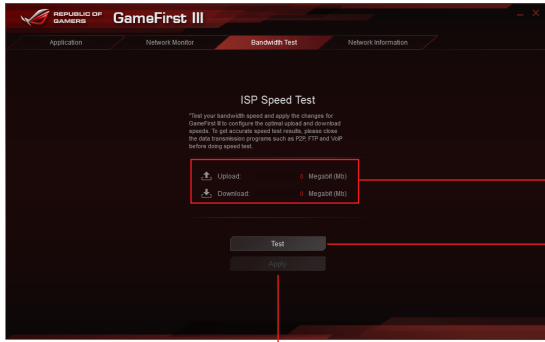 REPUBLIC OF
GAMERS
GameFirst III
Application Network Monitor Bandwidth Test Network Information
ISP Speed Test
*Test your bandwidth speed and apply the changes for
GameFirst III to configure the optimal upload and download
speeds. To get accurate speed test results, please close
the data transmission programs such as P2P, FTP and VoIP
before doing speed test.
Upload: 0 Megabit (Mb)
Download: 0 Megabit (Mb)
Test
Apply